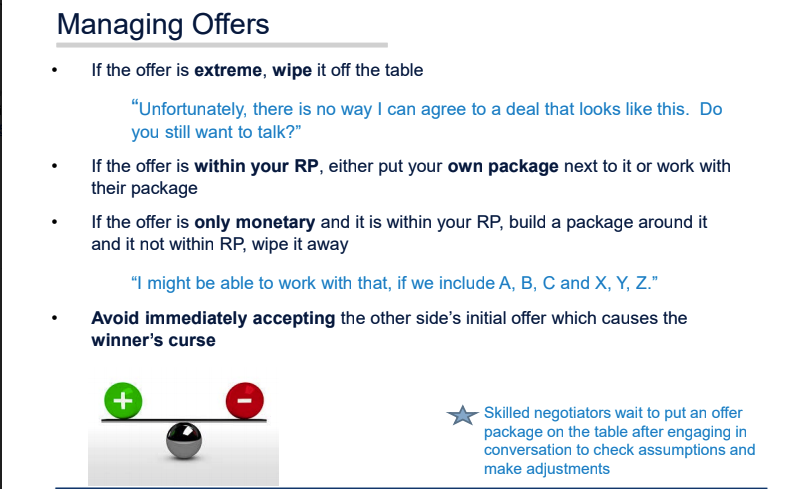 Managing Offers
• If the offer is extreme, wipe it off the table
“Unfortunately, there is no way I can agree to a deal that looks like this. Do
you still want to talk?”
• If the offer is within your RP, either put your own package next to it or work with
their package
• If the offer is only monetary and it is within your RP, build a package around it
and it not within RP, wipe it away
“I might be able to work with that, if we include A, B, C and X, Y, Z.”
• Avoid immediately accepting the other side’s initial offer which causes the
winner’s curse
+ −
Skilled negotiators wait to put an offer
package on the table after engaging in
conversation to check assumptions and
make adjustments